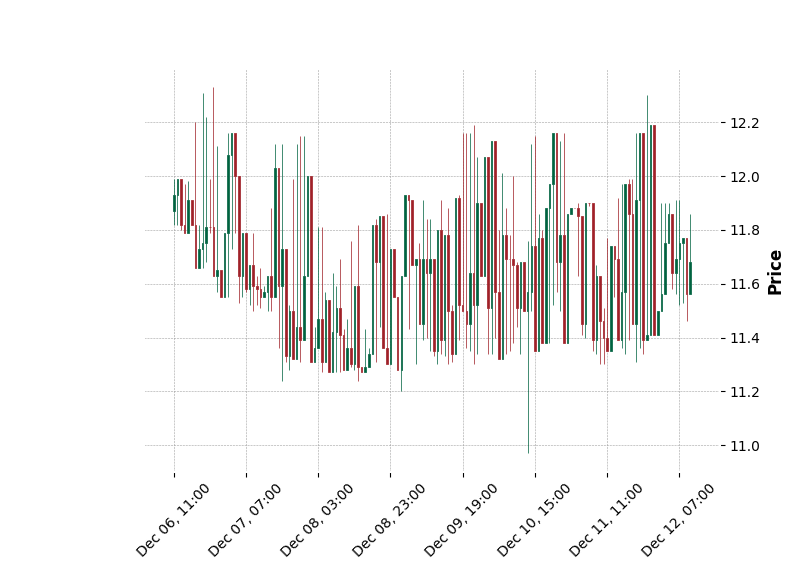 12.2
12.0
11.8
11.6
11.4
11.2
11.0
Price
Dec 06, 11:00
Dec 07, 07:00
Dec 08, 03:00
Dec 08, 23:00
Dec 09, 19:00
Dec 10, 15:00
Dec 11, 11:00
Dec 12, 07:00